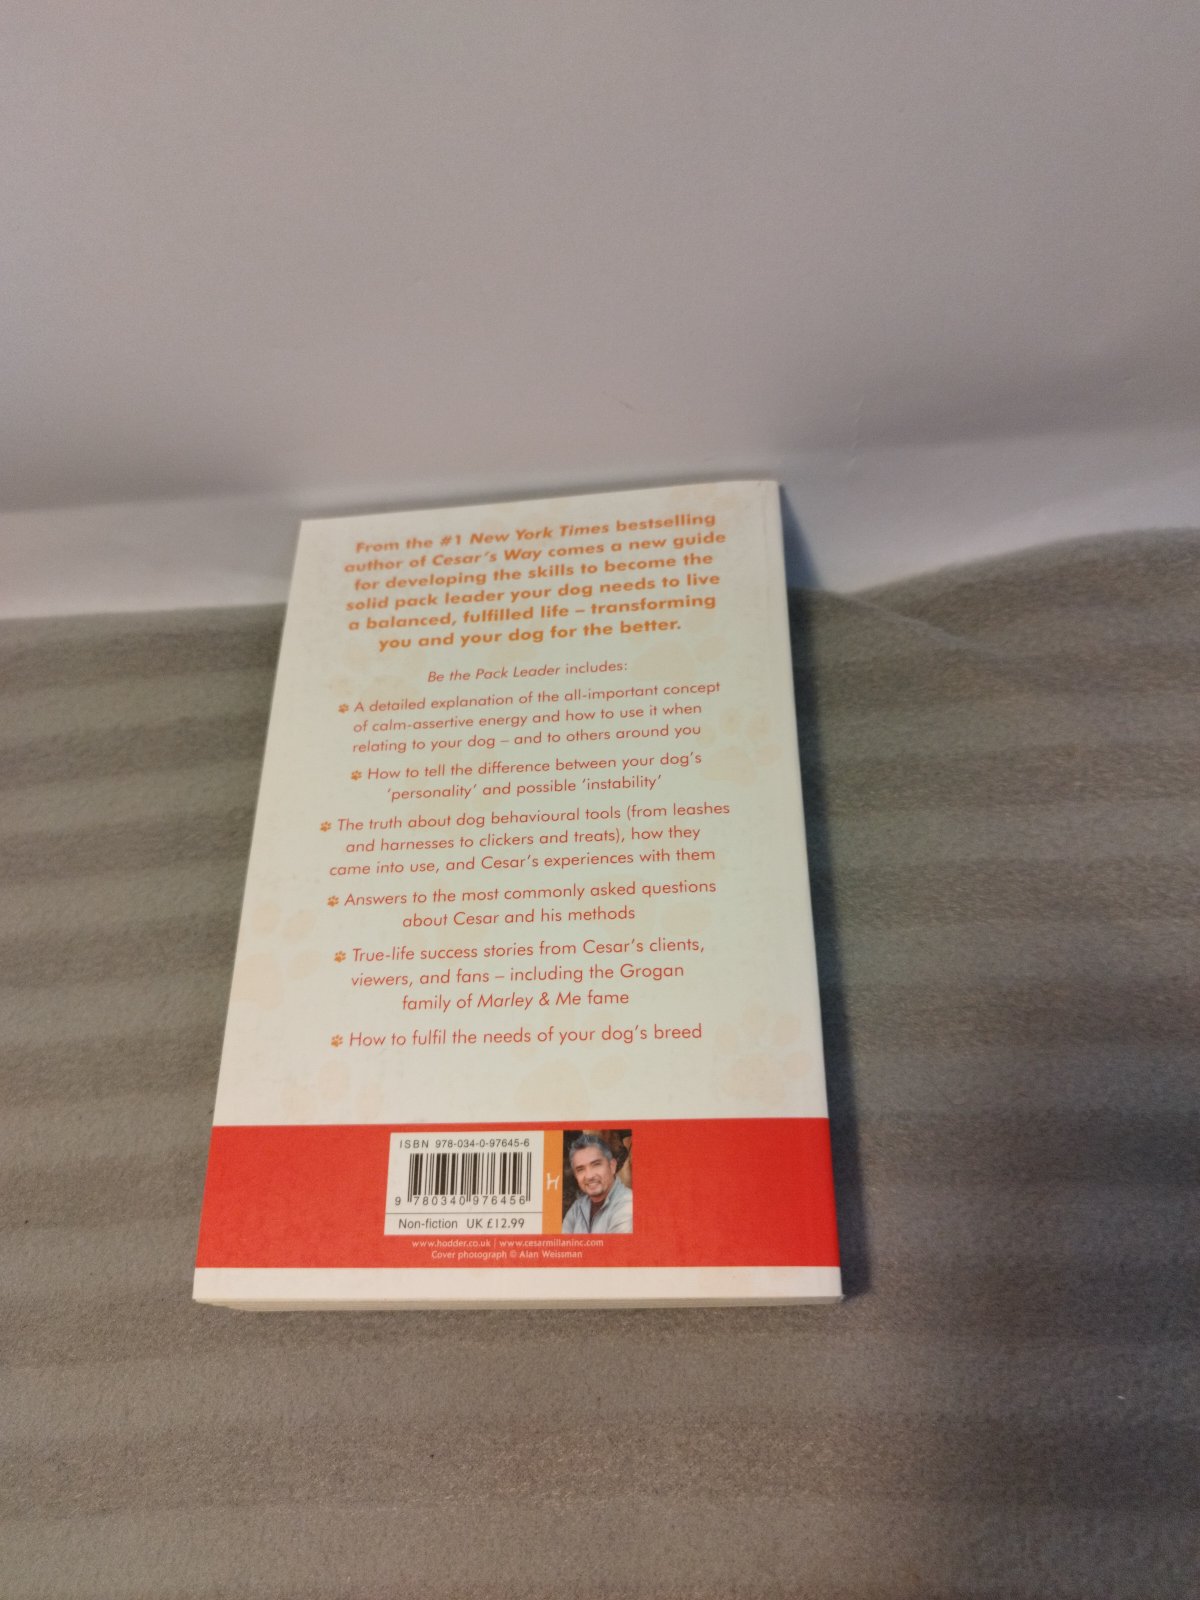 From the #1 New York Times bestselling
author of Cesar's Way comes a new guide
for developing the skills to become the
solid pack leader your dog needs to live
a balanced, fulfilled life – transforming
you and your dog for the better.
Be the Pack Leader includes:
A detailed explanation of the all-important concept
of calm-assertive energy and how to use it when
relating to your dog – and to others around you
How to tell the difference between your dog's
'personality' and possible 'instability'
The truth about dog behavioural tools (from leashes
and harnesses to clickers and treats), how they
came into use, and Cesar's experiences with them
Answers to the most commonly asked questions
about Cesar and his methods
True-life success stories from Cesar's clients,
viewers, and fans – including the Grogan
family of Marley & Me fame
How to fulfil the needs of your dog's breed
ISBN 978-034-0-97645-6
9 780340 976456
Non-fiction UK £12.99
www.hodder.co.uk | www.cesarmillaninc.com
Cover photograph © Alan Weissman